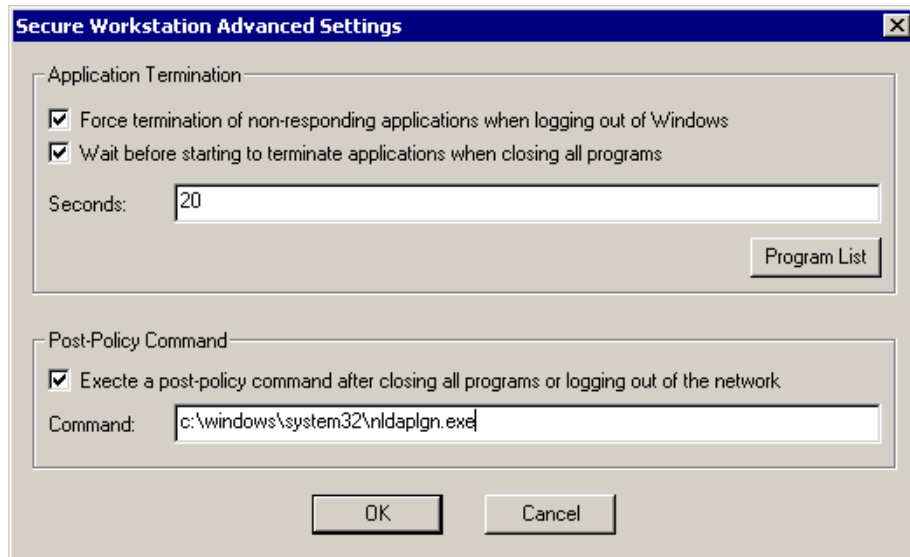 Secure Workstation Advanced Settings
Application Termination
Force termination of non-responding applications when logging out of Windows
Wait before starting to terminate applications when closing all programs
Seconds: 20
Program List
Post-Policy Command
Execte a post-policy command after closing all programs or logging out of the network
Command: c:\windows\system32\nldaplgn.exe
OK Cancel